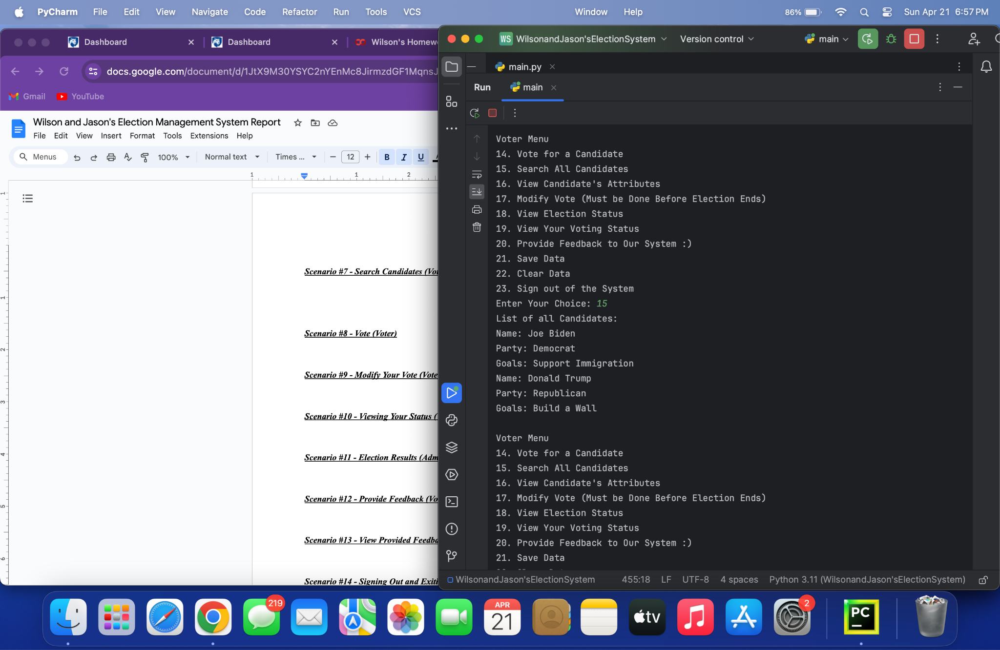 PyCharm File Edit View Navigate Code Refactor Run Tools VCS Window Help 86% Sun Apr 21 6:57 PM
Dashboard Dashboard Wilson's Homew
docs.google.com/document/d/1JtX9M30YSYC2nYEnMc8JirmzdGF1MqnsJ
Gmail YouTube
Wilson and Jason's Election Management System Report
File Edit View Insert Format Tools Extensions Help
Menus 100% Normal text Times ... 12 B I U A
1 1 2
1
1
2
3
4
5
6
Scenario #7 - Search Candidates (Vo
Scenario #8 - Vote (Voter)
Scenario #9 - Modify Your Vote (Vote
Scenario #10 - Viewing Your Status (
Scenario #11 - Election Results (Adm
Scenario #12 - Provide Feedback (Vo
Scenario #13 - View Provided Feedba
Scenario #14 - Signing Out and Exiti
WS WilsonandJason'sElectionSystem Version control main
main.py
Run main
Voter Menu
14. Vote for a Candidate
15. Search All Candidates
16. View Candidate's Attributes
17. Modify Vote (Must be Done Before Election Ends)
18. View Election Status
19. View Your Voting Status
20. Provide Feedback to Our System :)
21. Save Data
22. Clear Data
23. Sign out of the System
Enter Your Choice: 15
List of all Candidates:
Name: Joe Biden
Party: Democrat
Goals: Support Immigration
Name: Donald Trump
Party: Republican
Goals: Build a Wall
Voter Menu
14. Vote for a Candidate
15. Search All Candidates
16. View Candidate's Attributes
17. Modify Vote (Must be Done Before Election Ends)
18. View Election Status
19. View Your Voting Status
20. Provide Feedback to Our System :)
21. Save Data
WilsonandJason'sElectionSystem 455:18 LF UTF-8 4 spaces Python 3.11 (WilsonandJason'sElectionSystem)
219 APR 21 tv 2 PC